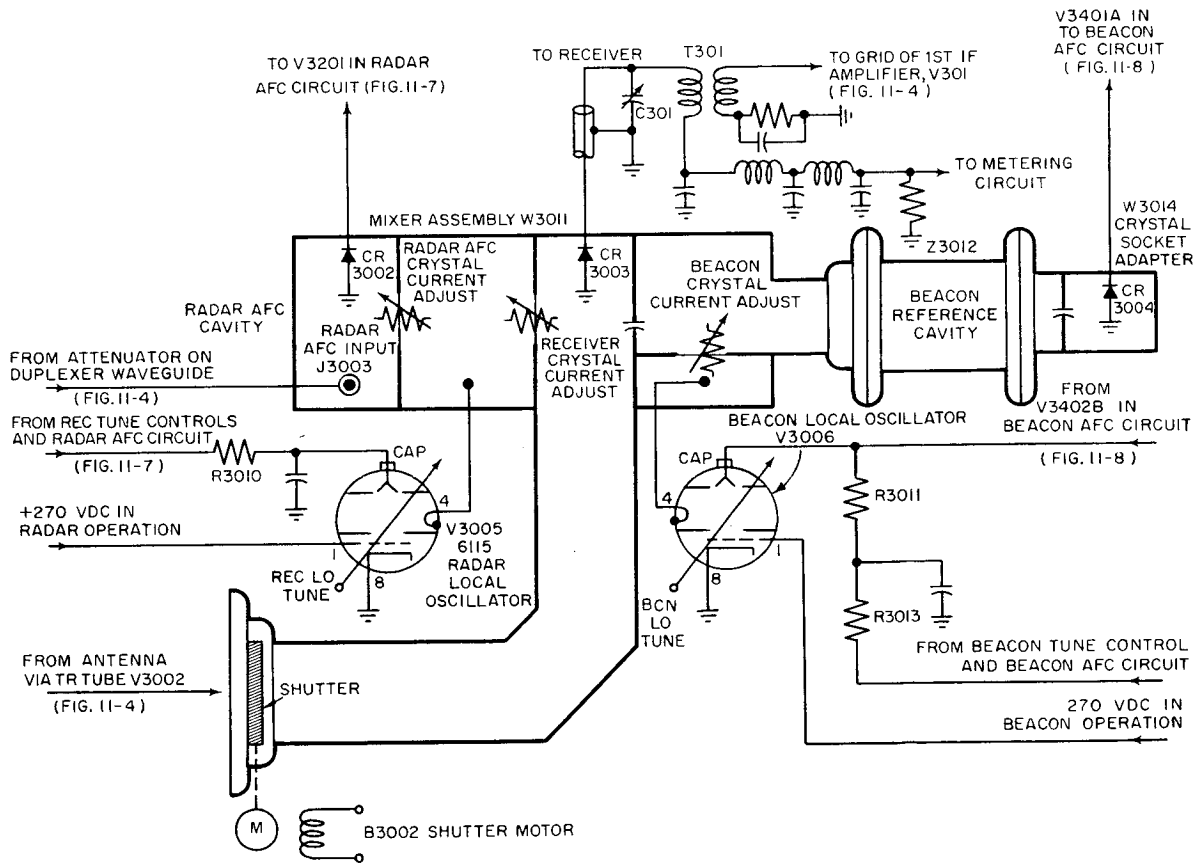 V3401A IN
TO BEACON
AFC CIRCUIT
(FIG. 11-8)
TO V3201 IN RADAR
AFC CIRCUIT (FIG. 11-7)
TO RECEIVER
T301
TO GRID OF 1ST IF
AMPLIFIER, V301
(FIG. 11-4)
C301
TO METERING
CIRCUIT
MIXER ASSEMBLY W3011
W3014
CRYSTAL
SOCKET
ADAPTER
Z3012
CR
3002
RADAR AFC
CRYSTAL
CURRENT
ADJUST
CR
3003
BEACON
CRYSTAL
CURRENT ADJUST
BEACON
REFERENCE
CAVITY
CR
3004
RADAR AFC
CAVITY
RADAR
AFC INPUT
J3003
RECEIVER
CRYSTAL
CURRENT
ADJUST
FROM ATTENUATOR ON
DUPLEXER WAVEGUIDE
(FIG. 11-4)
FROM
V3402B IN
BEACON AFC CIRCUIT
(FIG. 11-8)
FROM REC TUNE CONTROLS
AND RADAR AFC CIRCUIT
(FIG. 11-7)
R3010
CAP
BEACON LOCAL OSCILLATOR
V3006
CAP
R3011
+270 VDC IN
RADAR OPERATION
4
1
8
V3005
6115
RADAR
LOCAL
OSCILLATOR
REC LO
TUNE
4
1
8
BCN
LO
TUNE
R3013
FROM BEACON TUNE CONTROL
AND BEACON AFC CIRCUIT
FROM ANTENNA
VIA TR TUBE V3002
(FIG. 11-4)
SHUTTER
270 VDC IN
BEACON OPERATION
M
B3002 SHUTTER MOTOR